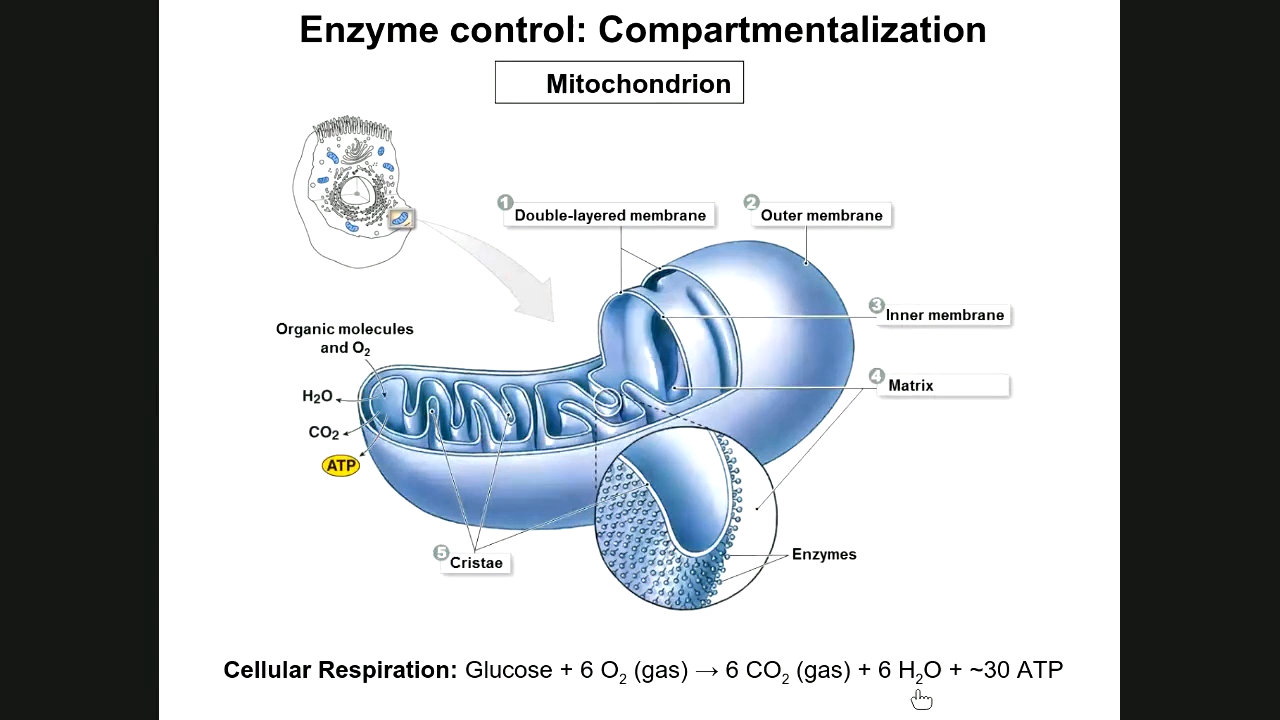 Enzyme control: Compartmentalization
Mitochondrion
1 Double-layered membrane
2 Outer membrane
3 Inner membrane
Organic molecules
and O₂
4 Matrix
H₂O
CO₂
ATP
Enzymes
5 Cristae
Cellular Respiration: Glucose + 6 O₂ (gas) → 6 CO₂ (gas) + 6 H₂O + ~30 ATP